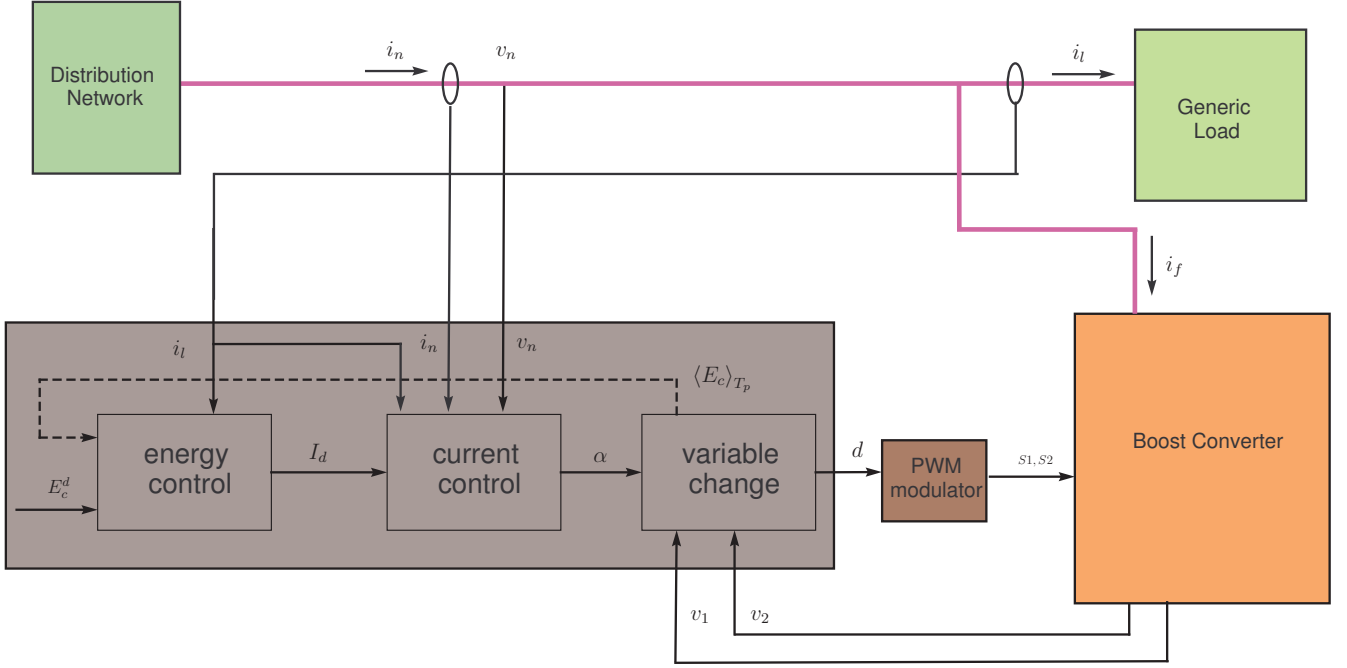 i_n
v_n
i_l
Distribution
Network
Generic
Load
i_f
i_l
i_n
v_n
⟨E_c⟩_{T_p}
energy
control
I_d
current
control
α
variable
change
d
PWM
modulator
S1,S2
Boost Converter
E_c^d
v_1
v_2